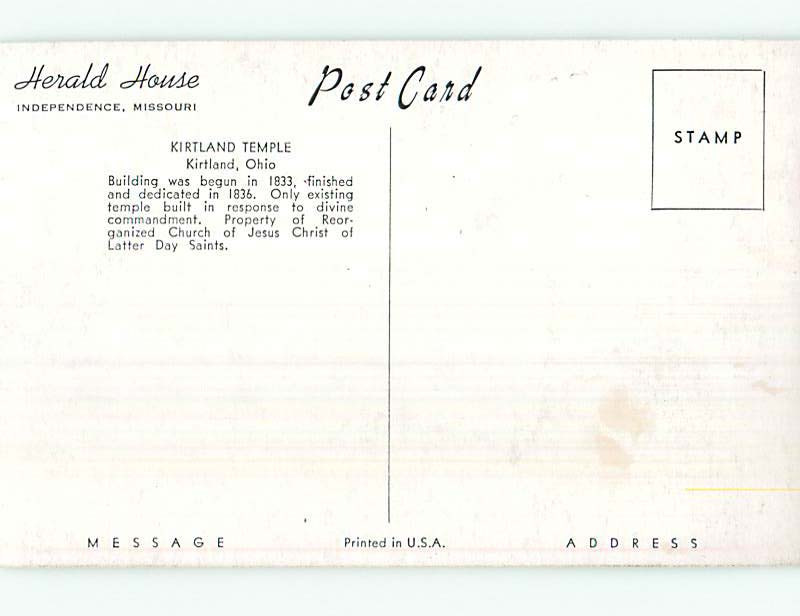 Herald House
INDEPENDENCE, MISSOURI
Post Card
STAMP
KIRTLAND TEMPLE
Kirtland, Ohio
Building was begun in 1833, finished
and dedicated in 1836. Only existing
temple built in response to divine
commandment. Property of Reor-
ganized Church of Jesus Christ of
Latter Day Saints.
MESSAGE
Printed in U.S.A.
ADDRESS